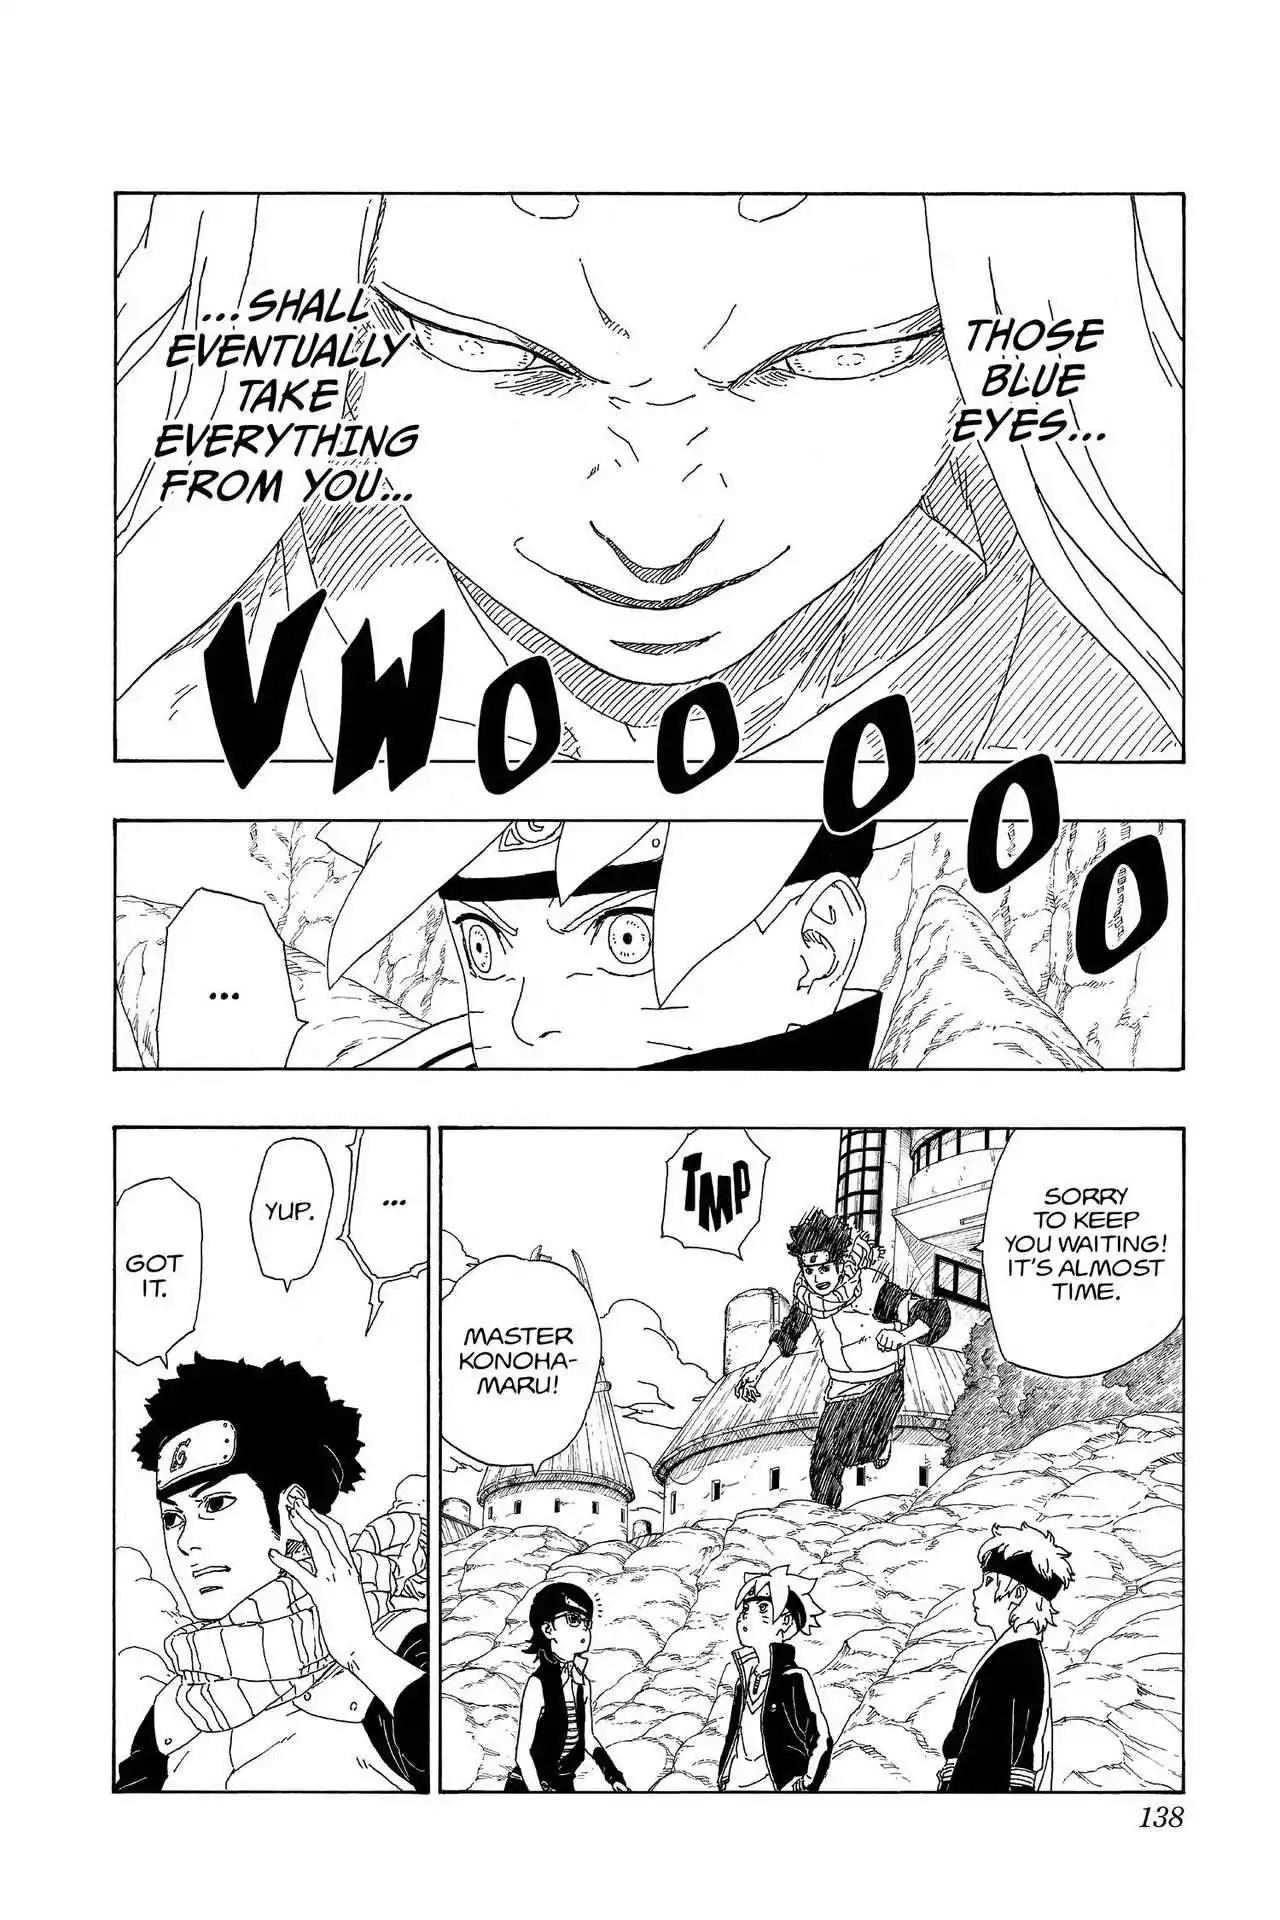 THOSE
BLUE
EYES...
...SHALL
EVENTUALLY
TAKE
EVERYTHING
FROM YOU...
VWOOOOO
...
SORRY
TO KEEP
YOU WAITING!
IT'S ALMOST
TIME.
TMP
MASTER
KONOHA-
MARU!
...
YUP.
GOT
IT.
138